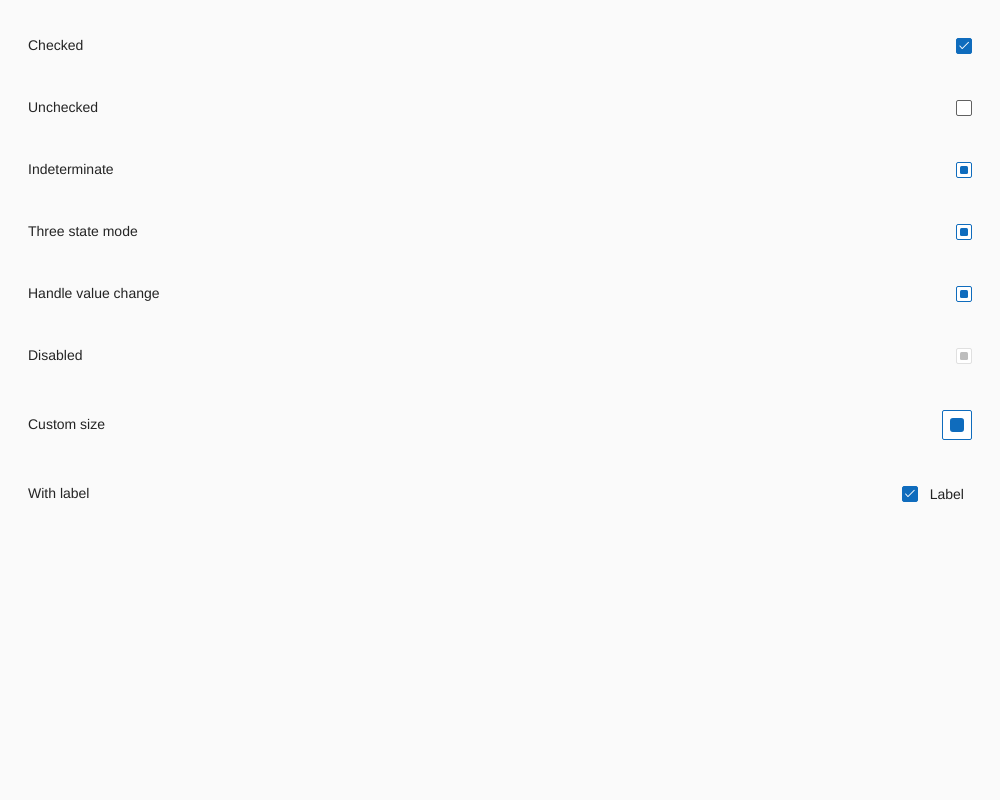 Checked
Unchecked
Indeterminate
Three state mode
Handle value change
Disabled
Custom size
With label
Label